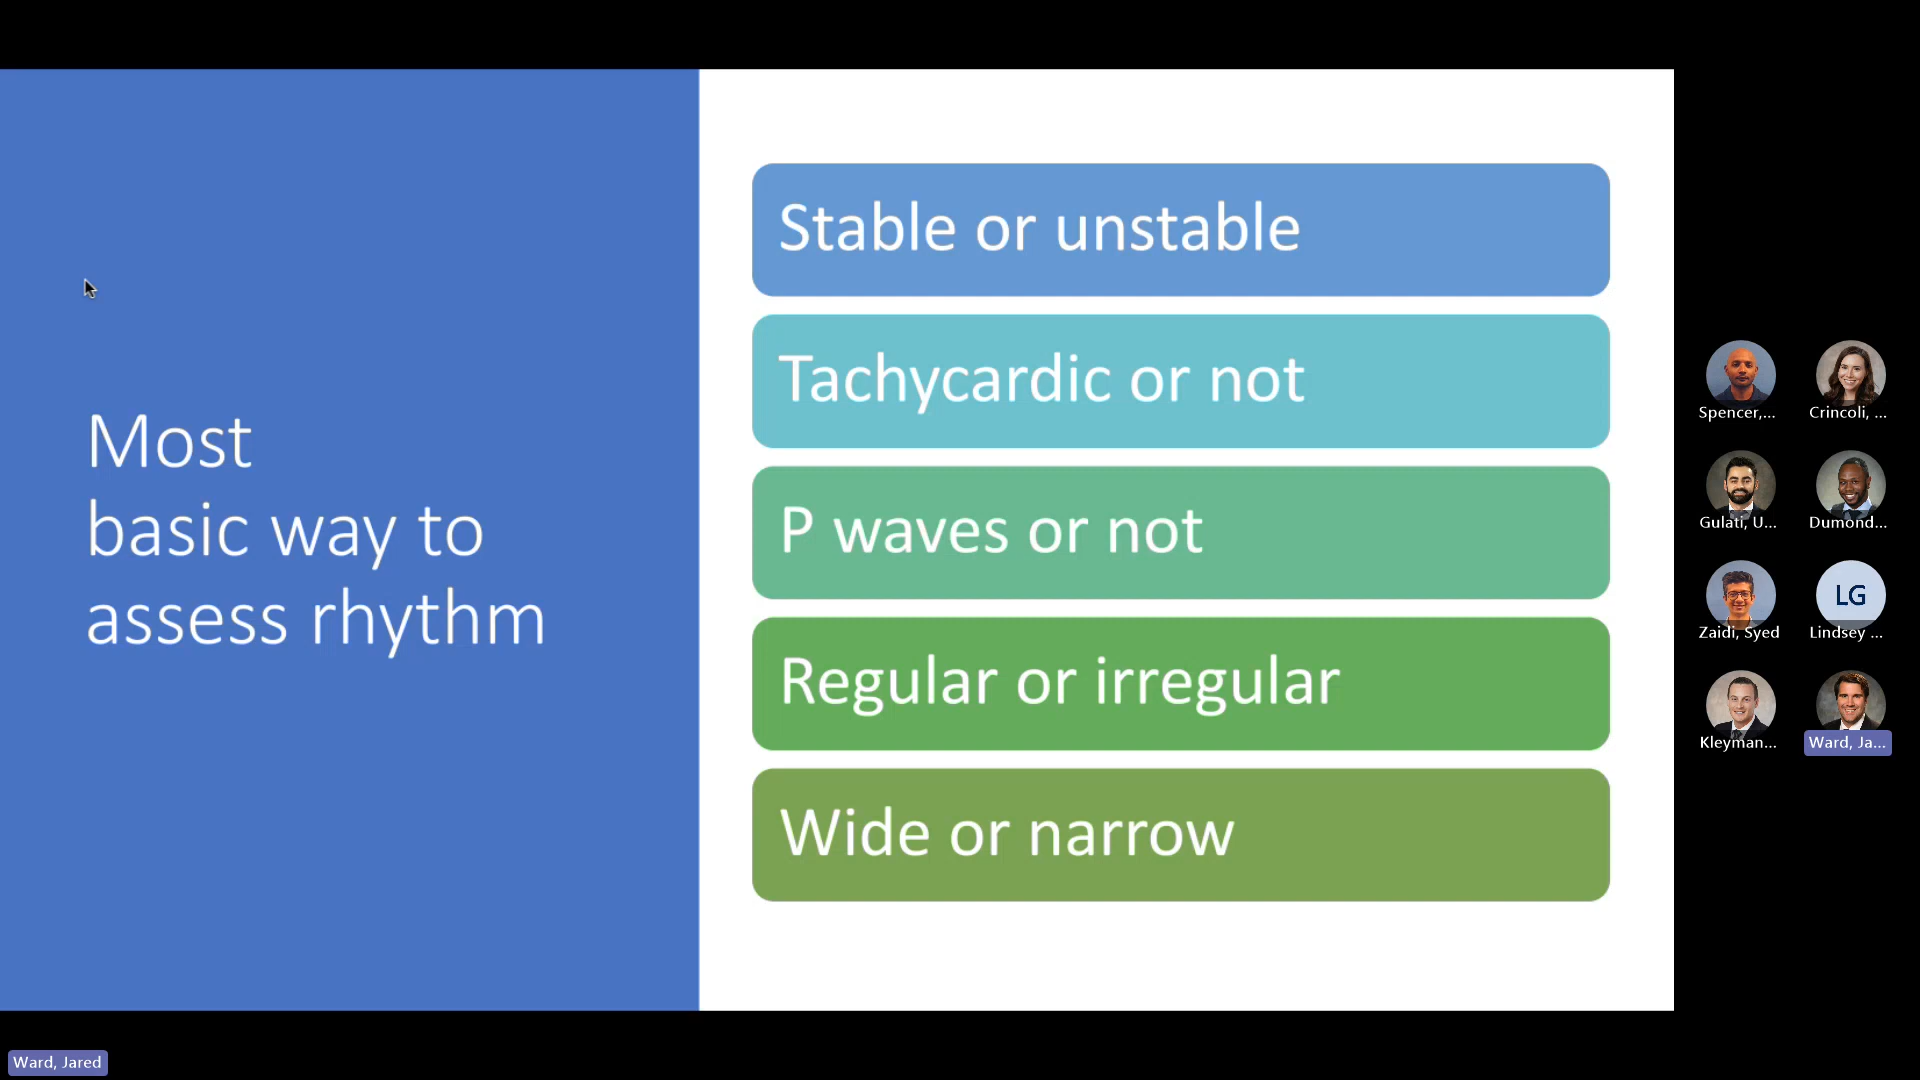 Most
basic way to
assess rhythm
Stable or unstable
Tachycardic or not
P waves or not
Regular or irregular
Wide or narrow
Spencer,...
Crincoli, ...
Gulati, U...
Dumond...
Zaidi, Syed
LG
Lindsey ...
Kleyman...
Ward, Ja...
Ward, Jared